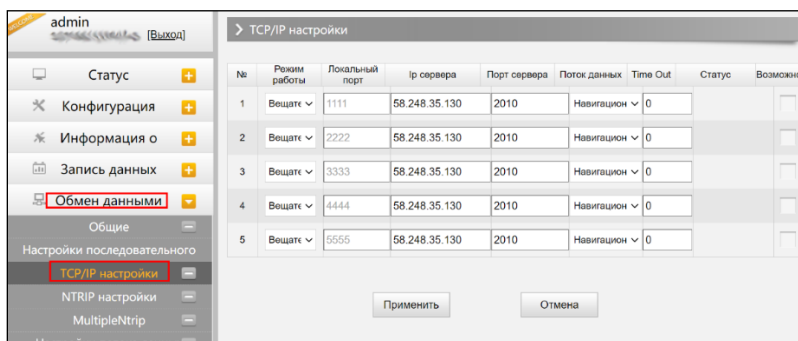 admin
[Выход]
Статус
Конфигурация
Информация о
Запись данных
Обмен данными
Общие
Настройки последовательного
TCP/IP настройки
NTRIP настройки
MultipleNtrip
TCP/IP настройки
№ Режим работы Локальный порт Ip сервера Порт сервера Поток данных Time Out Статус Возможно
1 Вещате 1111 58.248.35.130 2010 Навигацион 0
2 Вещате 2222 58.248.35.130 2010 Навигацион 0
3 Вещате 3333 58.248.35.130 2010 Навигацион 0
4 Вещате 4444 58.248.35.130 2010 Навигацион 0
5 Вещате 5555 58.248.35.130 2010 Навигацион 0
Применить Отмена